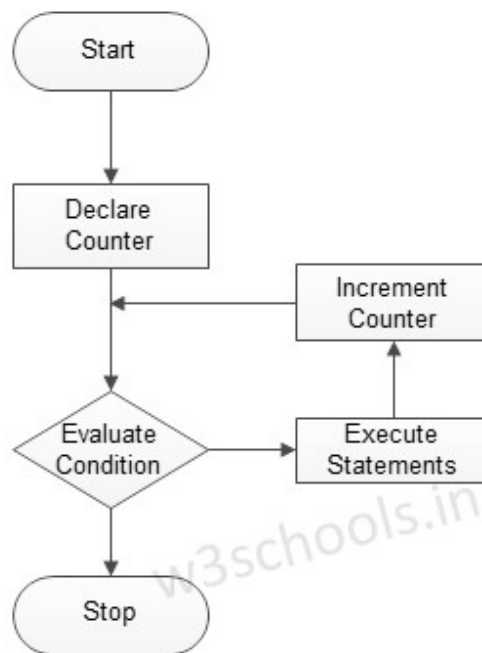 Start
Declare
Counter
Increment
Counter
Evaluate
Condition
Execute
Statements
Stop
w3schools.in